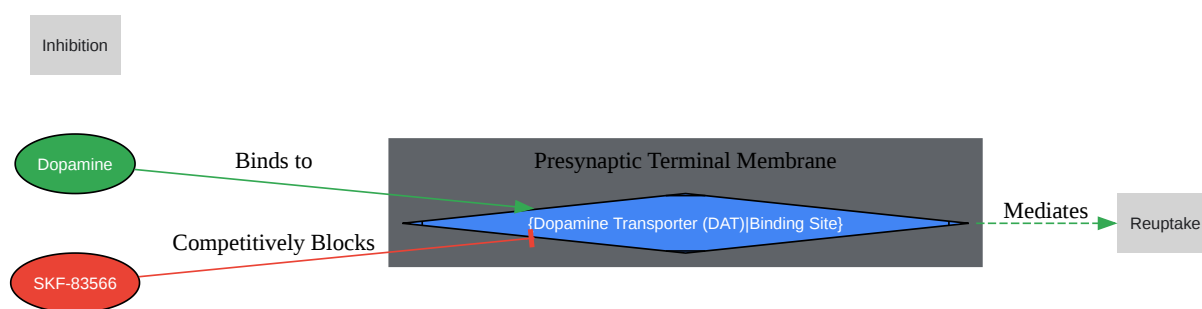 Inhibition
Dopamine
Binds to
Presynaptic Terminal Membrane
{Dopamine Transporter (DAT)|Binding Site}
Mediates
Reuptake
Competitively Blocks
SKF-83566